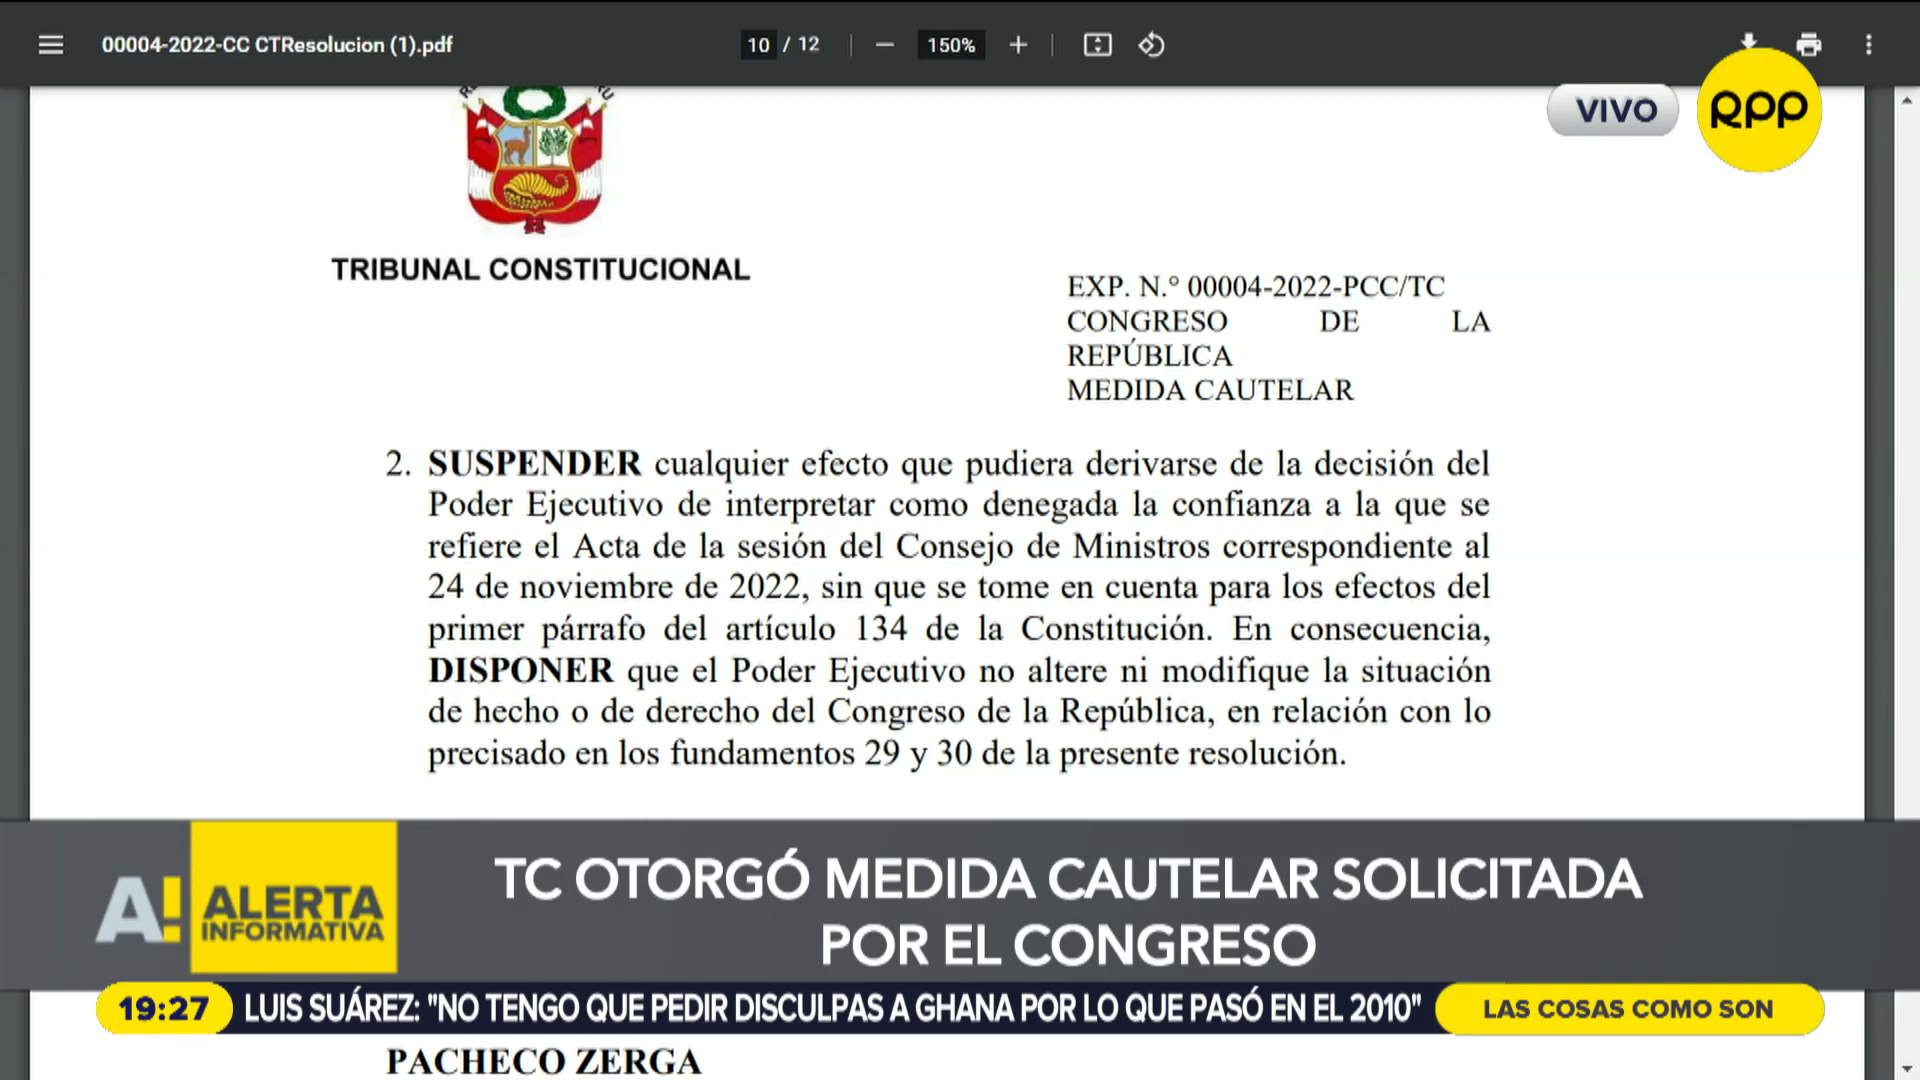 00004-2022-CC CTResolucion (1).pdf
10 / 12
150%
VIVO
RPP
TRIBUNAL CONSTITUCIONAL
EXP. N.° 00004-2022-PCC/TC
CONGRESO DE LA
REPÚBLICA
MEDIDA CAUTELAR
2. SUSPENDER cualquier efecto que pudiera derivarse de la decisión del
Poder Ejecutivo de interpretar como denegada la confianza a la que se
refiere el Acta de la sesión del Consejo de Ministros correspondiente al
24 de noviembre de 2022, sin que se tome en cuenta para los efectos del
primer párrafo del artículo 134 de la Constitución. En consecuencia,
DISPONER que el Poder Ejecutivo no altere ni modifique la situación
de hecho o de derecho del Congreso de la República, en relación con lo
precisado en los fundamentos 29 y 30 de la presente resolución.
A! ALERTA
INFORMATIVA
TC OTORGÓ MEDIDA CAUTELAR SOLICITADA
POR EL CONGRESO
19:27 LUIS SUÁREZ: "NO TENGO QUE PEDIR DISCULPAS A GHANA POR LO QUE PASÓ EN EL 2010" LAS COSAS COMO SON
PACHECO ZERGA